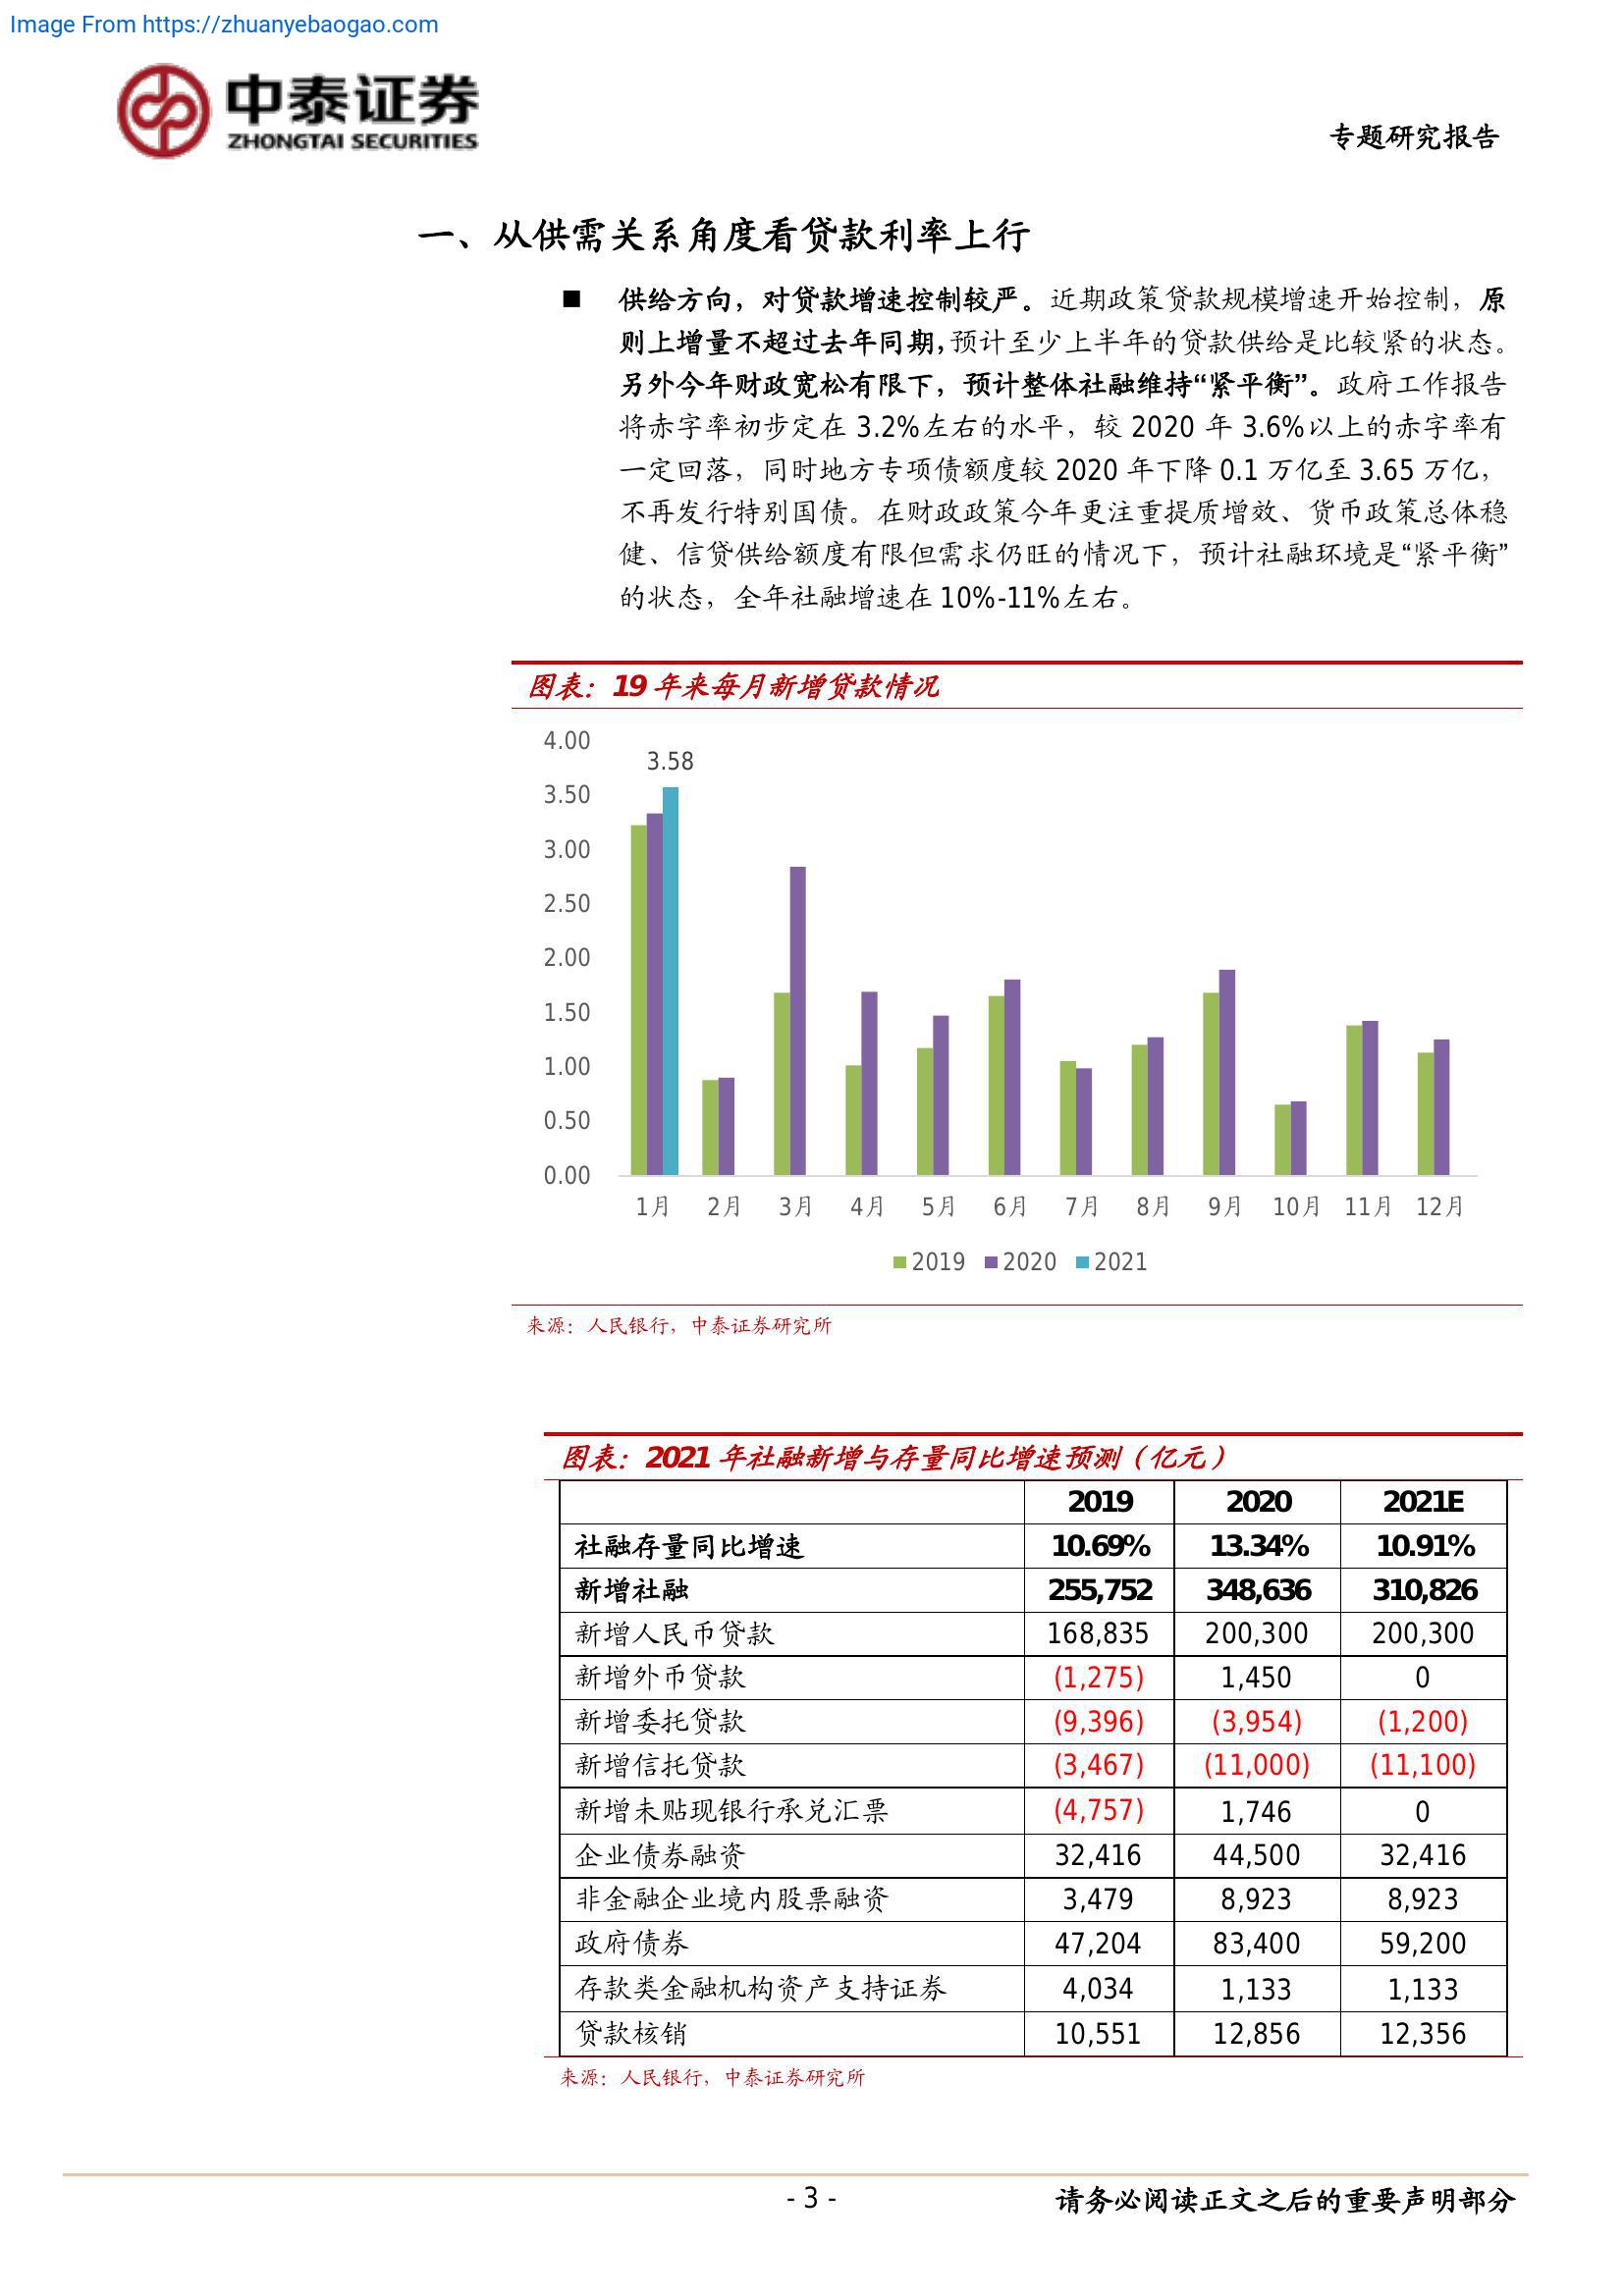 Image From https://zhuanyebaogao.com
中泰证券
ZHONGTAI SECURITIES
专题研究报告
一、从供需关系角度看贷款利率上行
■ 供给方向，对贷款增速控制较严。近期政策贷款规模增速开始控制，原
则上增量不超过去年同期，预计至少上半年的贷款供给是比较紧的状态。
另外今年财政宽松有限下，预计整体社融维持“紧平衡”。政府工作报告
将赤字率初步定在 3.2%左右的水平，较 2020 年 3.6%以上的赤字率有
一定回落，同时地方专项债额度较 2020 年下降 0.1 万亿至 3.65 万亿，
不再发行特别国债。在财政政策今年更注重提质增效、货币政策总体稳
健、信贷供给额度有限但需求仍旺的情况下，预计社融环境是“紧平衡”
的状态，全年社融增速在 10%-11%左右。
图表：19 年来每月新增贷款情况
4.00
3.58
3.50
3.00
2.50
2.00
1.50
1.00
0.50
0.00
1月 2月 3月 4月 5月 6月 7月 8月 9月 10月 11月 12月
2019 2020 2021
来源：人民银行，中泰证券研究所
图表：2021 年社融新增与存量同比增速预测（亿元）
2019 2020 2021E
社融存量同比增速 10.69% 13.34% 10.91%
新增社融 255,752 348,636 310,826
新增人民币贷款 168,835 200,300 200,300
新增外币贷款 (1,275) 1,450 0
新增委托贷款 (9,396) (3,954) (1,200)
新增信托贷款 (3,467) (11,000) (11,100)
新增未贴现银行承兑汇票 (4,757) 1,746 0
企业债券融资 32,416 44,500 32,416
非金融企业境内股票融资 3,479 8,923 8,923
政府债券 47,204 83,400 59,200
存款类金融机构资产支持证券 4,034 1,133 1,133
贷款核销 10,551 12,856 12,356
来源：人民银行，中泰证券研究所
- 3 -
请务必阅读正文之后的重要声明部分